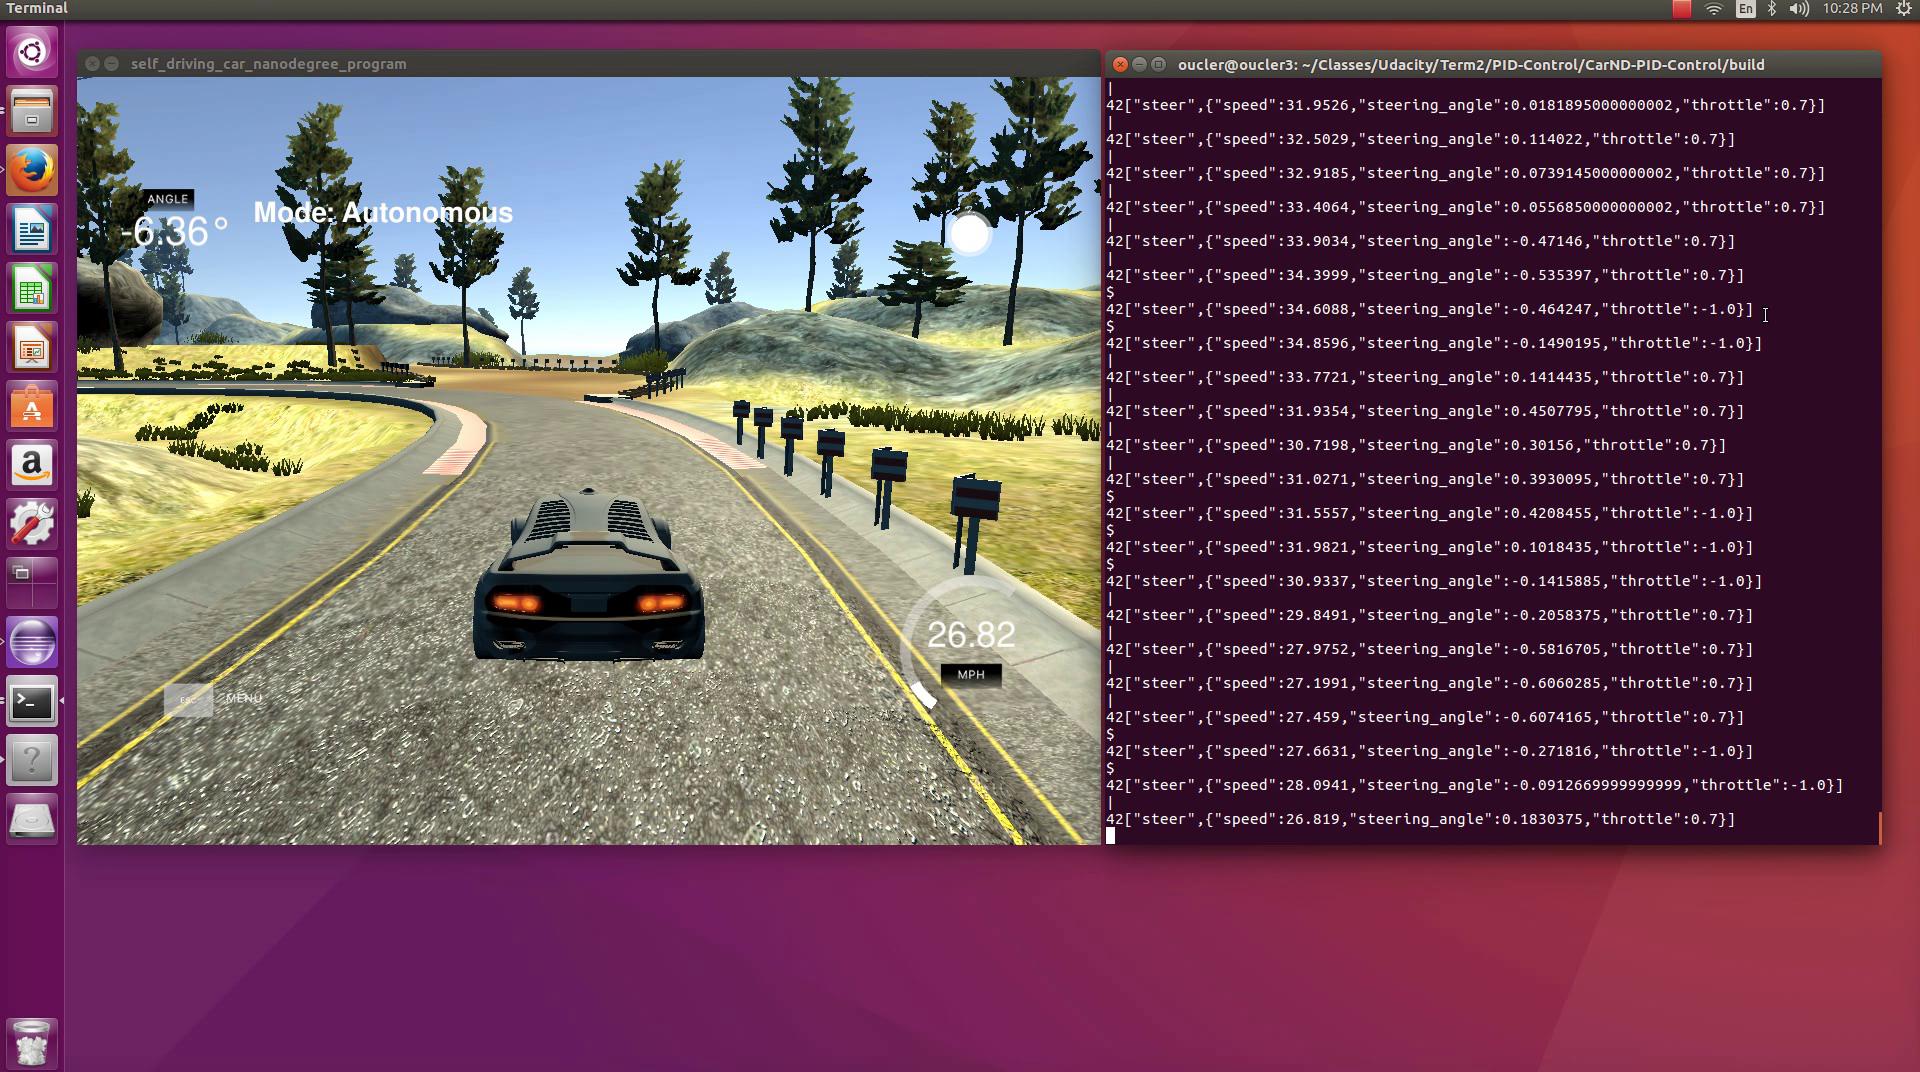 Terminal
En
10:28 PM
self_driving_car_nanodegree_program
ANGLE
-6.36°
Mode: Autonomous
26.82
MPH
ESC
MENU
oucler@oucler3: ~/Classes/Udacity/Term2/PID-Control/CarND-PID-Control/build
|
42["steer",{"speed":31.9526,"steering_angle":0.0181895000000002,"throttle":0.7}]
|
42["steer",{"speed":32.5029,"steering_angle":0.114022,"throttle":0.7}]
|
42["steer",{"speed":32.9185,"steering_angle":0.0739145000000002,"throttle":0.7}]
|
42["steer",{"speed":33.4064,"steering_angle":0.0556850000000002,"throttle":0.7}]
|
42["steer",{"speed":33.9034,"steering_angle":-0.47146,"throttle":0.7}]
|
42["steer",{"speed":34.3999,"steering_angle":-0.535397,"throttle":0.7}]
$
42["steer",{"speed":34.6088,"steering_angle":-0.464247,"throttle":-1.0}]
$
42["steer",{"speed":34.8596,"steering_angle":-0.1490195,"throttle":-1.0}]
|
42["steer",{"speed":33.7721,"steering_angle":0.1414435,"throttle":0.7}]
|
42["steer",{"speed":31.9354,"steering_angle":0.4507795,"throttle":0.7}]
|
42["steer",{"speed":30.7198,"steering_angle":0.30156,"throttle":0.7}]
|
42["steer",{"speed":31.0271,"steering_angle":0.3930095,"throttle":0.7}]
$
42["steer",{"speed":31.5557,"steering_angle":0.4208455,"throttle":-1.0}]
$
42["steer",{"speed":31.9821,"steering_angle":0.1018435,"throttle":-1.0}]
$
42["steer",{"speed":30.9337,"steering_angle":-0.1415885,"throttle":-1.0}]
|
42["steer",{"speed":29.8491,"steering_angle":-0.2058375,"throttle":0.7}]
|
42["steer",{"speed":27.9752,"steering_angle":-0.5816705,"throttle":0.7}]
|
42["steer",{"speed":27.1991,"steering_angle":-0.6060285,"throttle":0.7}]
|
42["steer",{"speed":27.459,"steering_angle":-0.6074165,"throttle":0.7}]
$
42["steer",{"speed":27.6631,"steering_angle":-0.271816,"throttle":-1.0}]
$
42["steer",{"speed":28.0941,"steering_angle":-0.0912669999999999,"throttle":-1.0}]
|
42["steer",{"speed":26.819,"steering_angle":0.1830375,"throttle":0.7}]